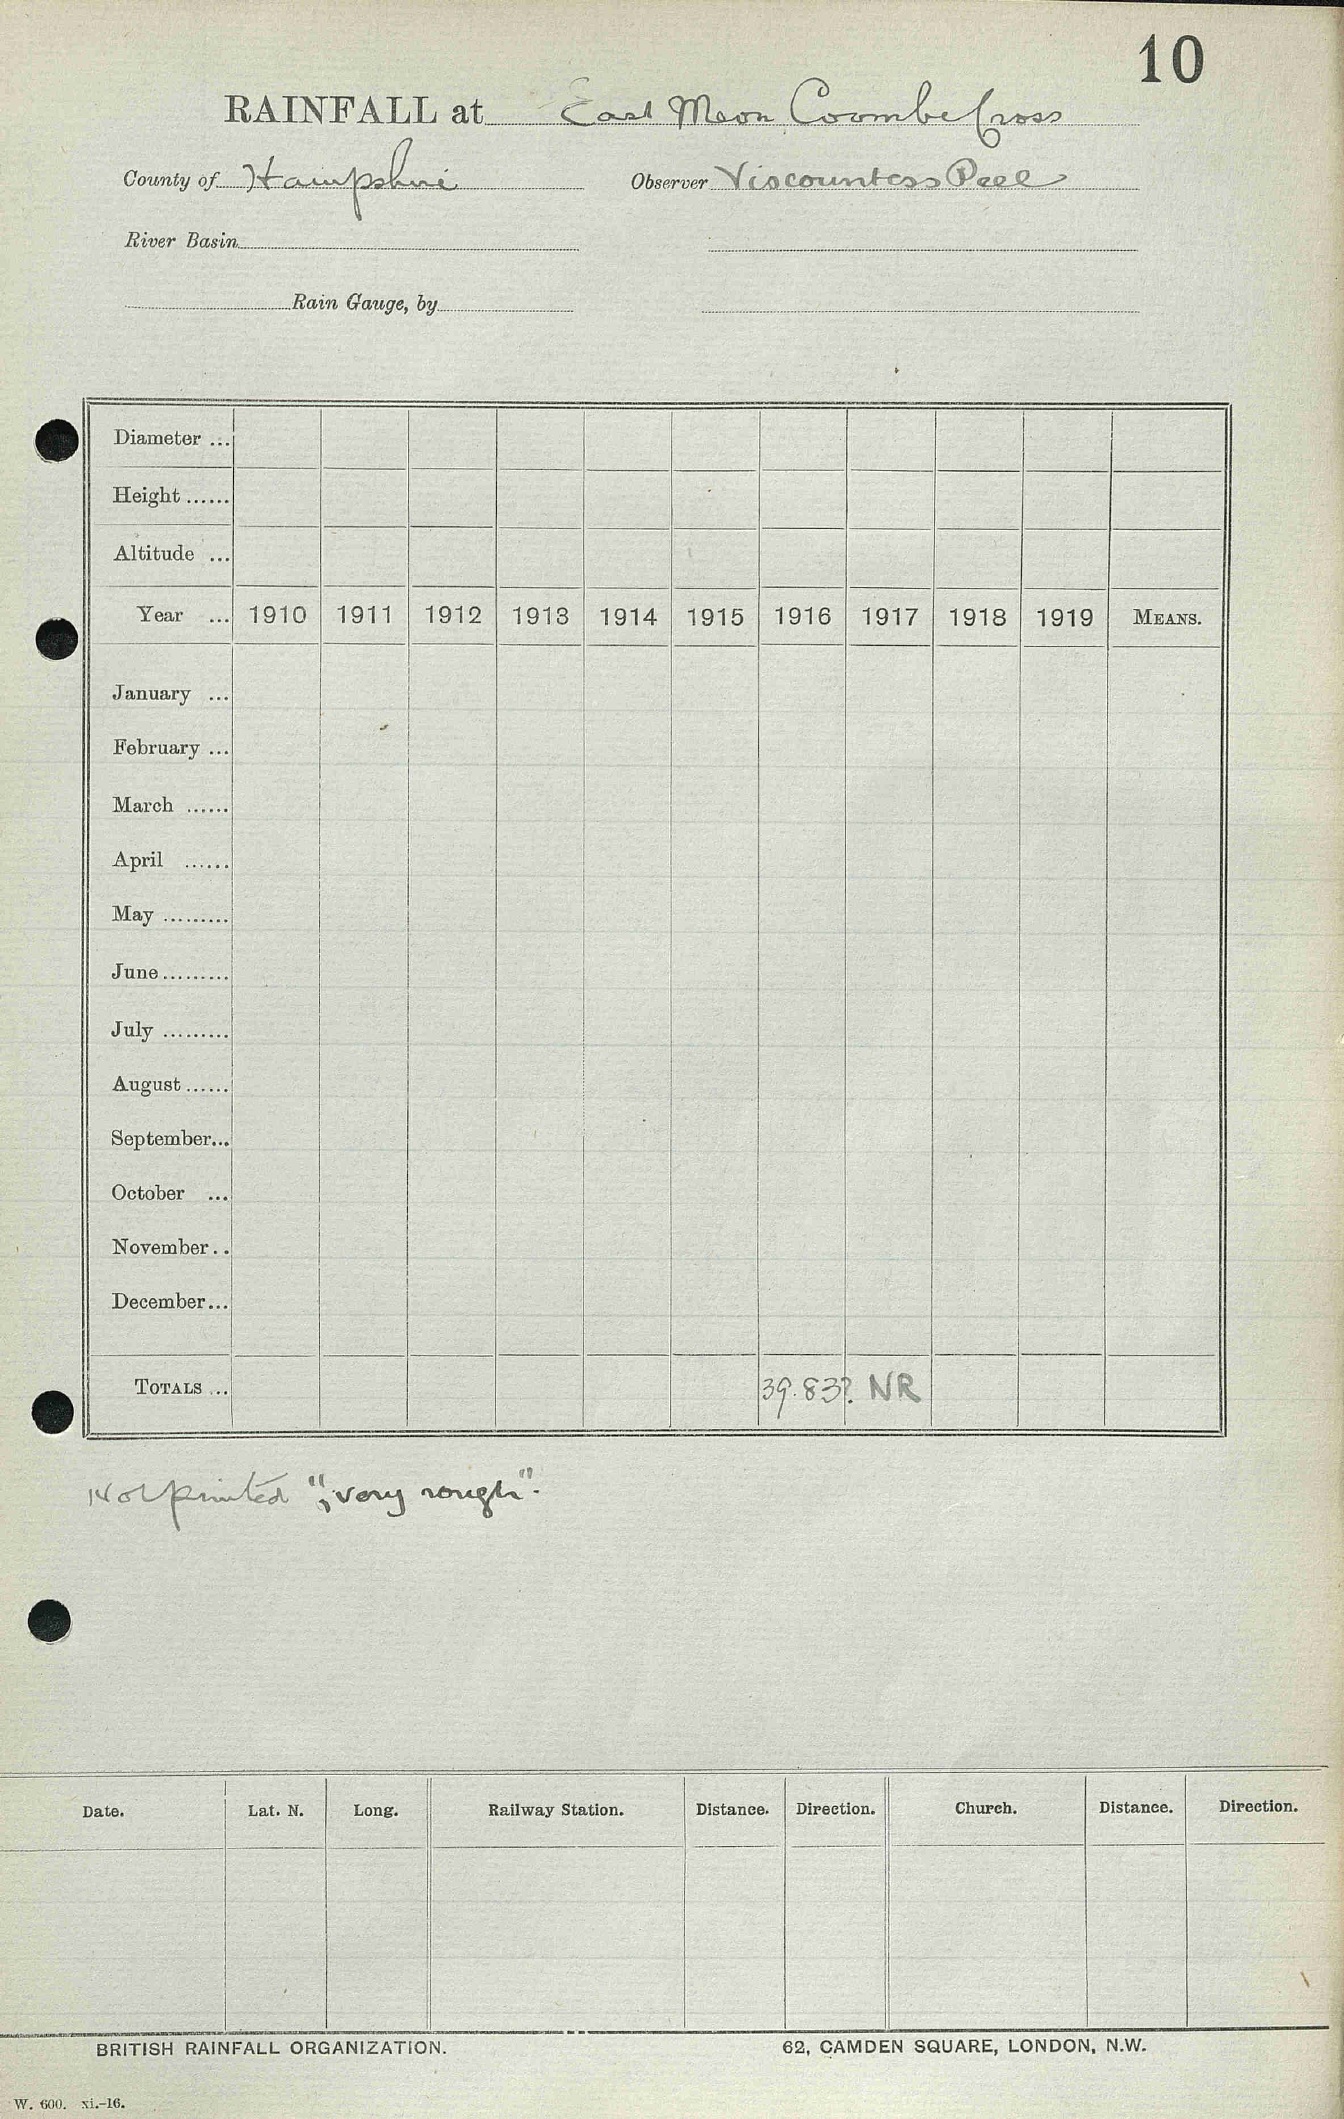 10
RAINFALL at East Meon Coombe Cross
County of Hampshire Observer Viscountess Peel
River Basin
Rain Gauge, by
Diameter ...
Height ......
Altitude ...
Year ... 1910 1911 1912 1913 1914 1915 1916 1917 1918 1919 MEANS.
January ...
February ...
March ......
April ......
May .........
June .........
July .........
August ......
September...
October ...
November..
December...
TOTALS ... 39.83?. NR
Not printed ", very rough".
Date. Lat. N. Long. Railway Station. Distance. Direction. Church. Distance. Direction.
BRITISH RAINFALL ORGANIZATION. 62, CAMDEN SQUARE, LONDON, N.W.
W. 600. xi.-16.